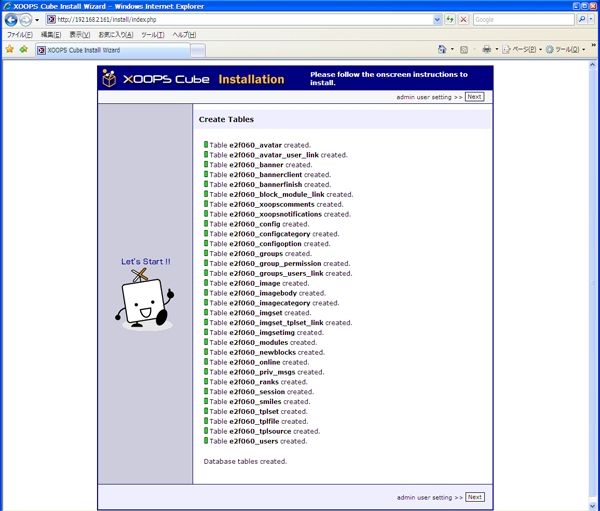 XOOPS Cube Install Wizard - Windows Internet Explorer
http://192.168.2.161/install/index.php
Google
ファイル(F) 編集(E) 表示(V) お気に入り(A) ツール(T) ヘルプ(H)
XOOPS Cube Install Wizard
ページ(P) ツール(O)
XOOPS Cube Installation
Please follow the onscreen instructions to
install.
admin user setting >> Next
Create Tables
Table e2f060_avatar created.
Table e2f060_avatar_user_link created.
Table e2f060_banner created.
Table e2f060_bannerclient created.
Table e2f060_bannerfinish created.
Table e2f060_block_module_link created.
Table e2f060_xoopscomments created.
Table e2f060_xoopsnotifications created.
Table e2f060_config created.
Table e2f060_configcategory created.
Table e2f060_configoption created.
Table e2f060_groups created.
Table e2f060_group_permission created.
Table e2f060_groups_users_link created.
Table e2f060_image created.
Table e2f060_imagebody created.
Table e2f060_imagecategory created.
Table e2f060_imgset created.
Table e2f060_imgset_tplset_link created.
Table e2f060_imgsetimg created.
Table e2f060_modules created.
Table e2f060_newblocks created.
Table e2f060_online created.
Table e2f060_priv_msgs created.
Table e2f060_ranks created.
Table e2f060_session created.
Table e2f060_smiles created.
Table e2f060_tplset created.
Table e2f060_tplfile created.
Table e2f060_tplsource created.
Table e2f060_users created.
Database tables created.
Let's Start !!
admin user setting >> Next